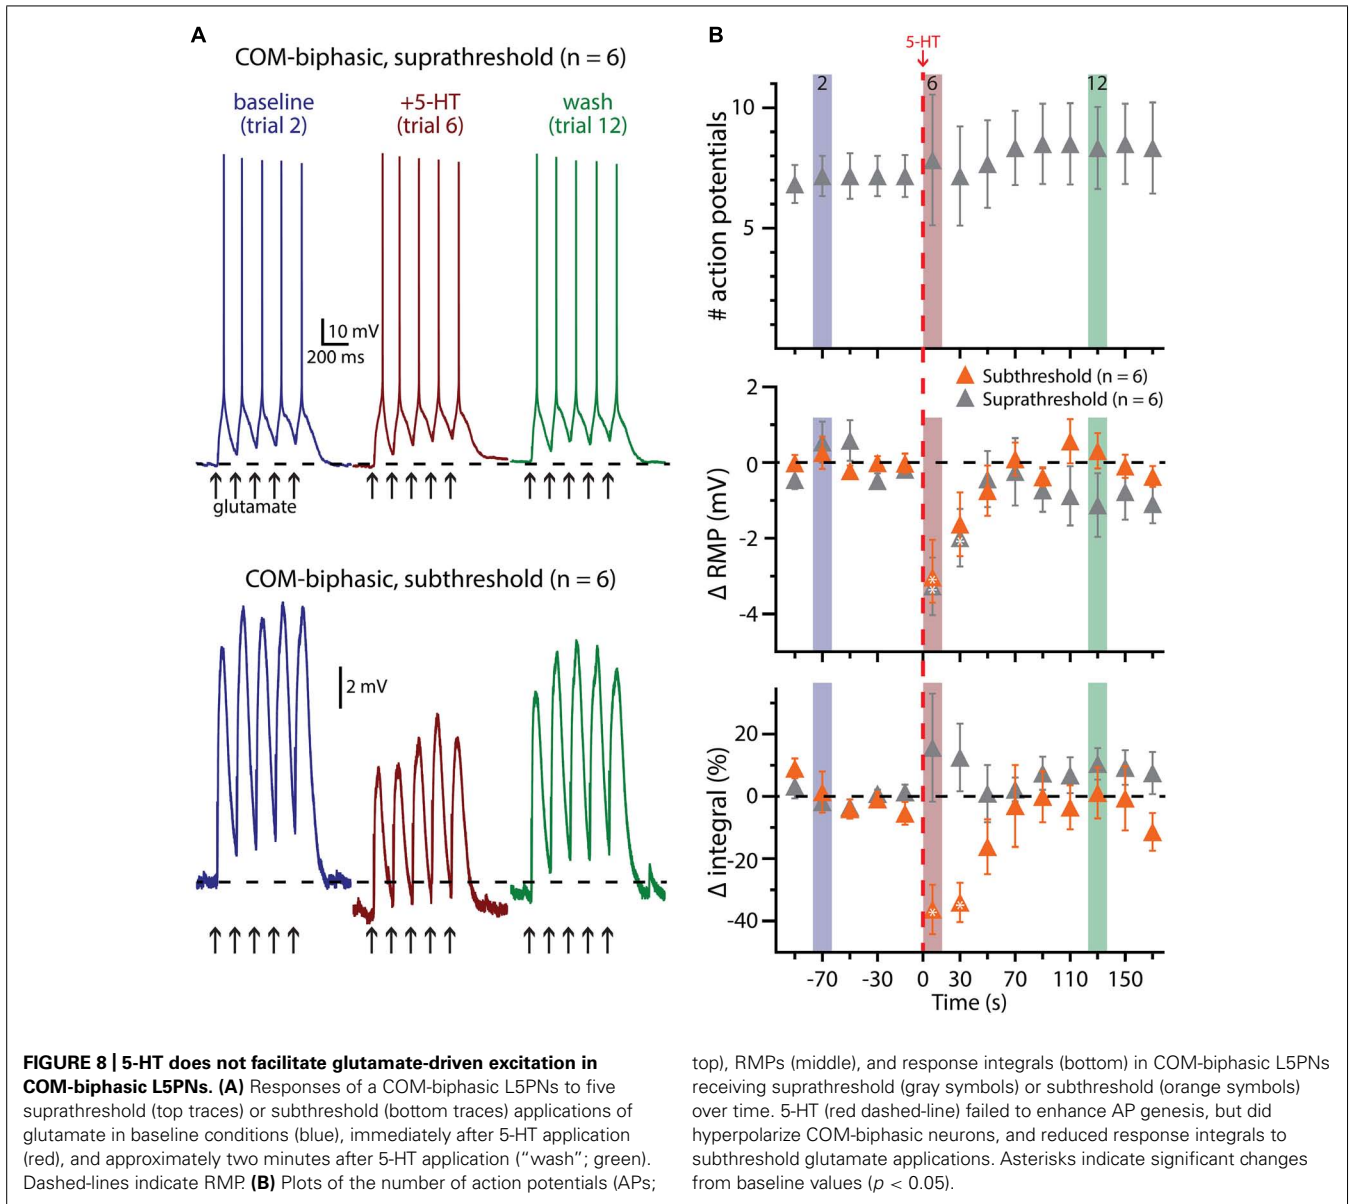 A
COM-biphasic, suprathreshold (n = 6)
baseline
(trial 2)
+5-HT
(trial 6)
wash
(trial 12)
10 mV
200 ms
glutamate
COM-biphasic, subthreshold (n = 6)
2 mV
B
5-HT
2
6
12
10
5
# action potentials
Subthreshold (n = 6)
Suprathreshold (n = 6)
2
0
-2
-4
Δ RMP (mV)
20
0
-20
-40
Δ integral (%)
-70
-30
0
30
70
110
150
Time (s)
FIGURE 8 | 5-HT does not facilitate glutamate-driven excitation in
COM-biphasic L5PNs. (A) Responses of a COM-biphasic L5PNs to five
suprathreshold (top traces) or subthreshold (bottom traces) applications of
glutamate in baseline conditions (blue), immediately after 5-HT application
(red), and approximately two minutes after 5-HT application (“wash”; green).
Dashed-lines indicate RMP. (B) Plots of the number of action potentials (APs;
top), RMPs (middle), and response integrals (bottom) in COM-biphasic L5PNs
receiving suprathreshold (gray symbols) or subthreshold (orange symbols)
over time. 5-HT (red dashed-line) failed to enhance AP genesis, but did
hyperpolarize COM-biphasic neurons, and reduced response integrals to
subthreshold glutamate applications. Asterisks indicate significant changes
from baseline values (p < 0.05).